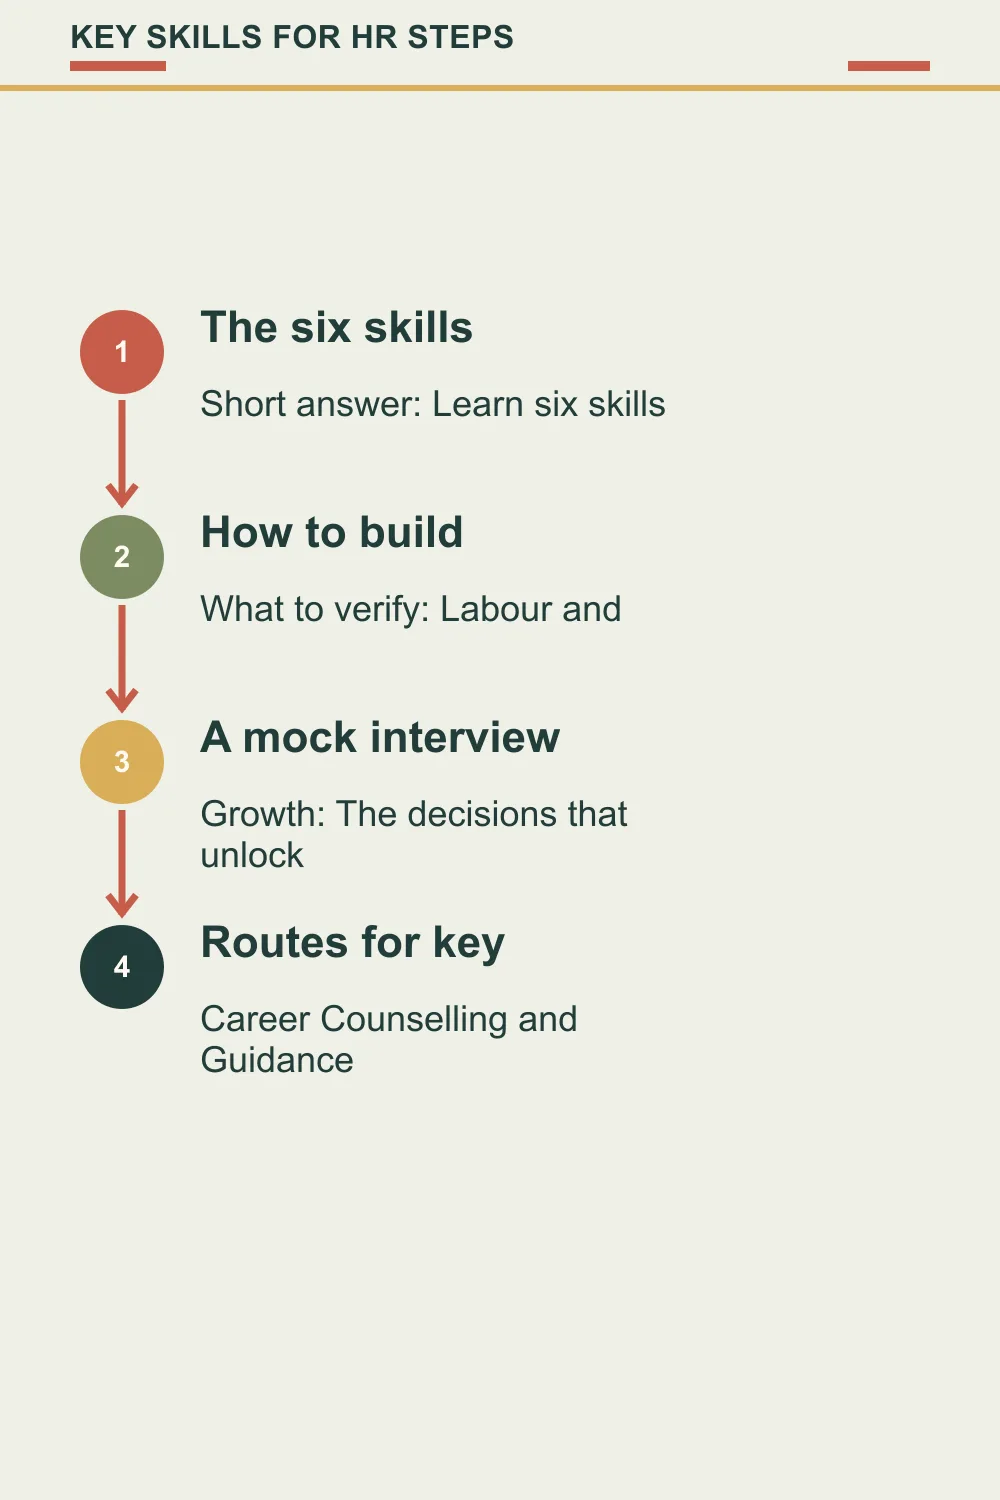 KEY SKILLS FOR HR STEPS
1
The six skills
Short answer: Learn six skills
2
How to build
What to verify: Labour and
3
A mock interview
Growth: The decisions that
unlock
4
Routes for key
Career Counselling and
Guidance